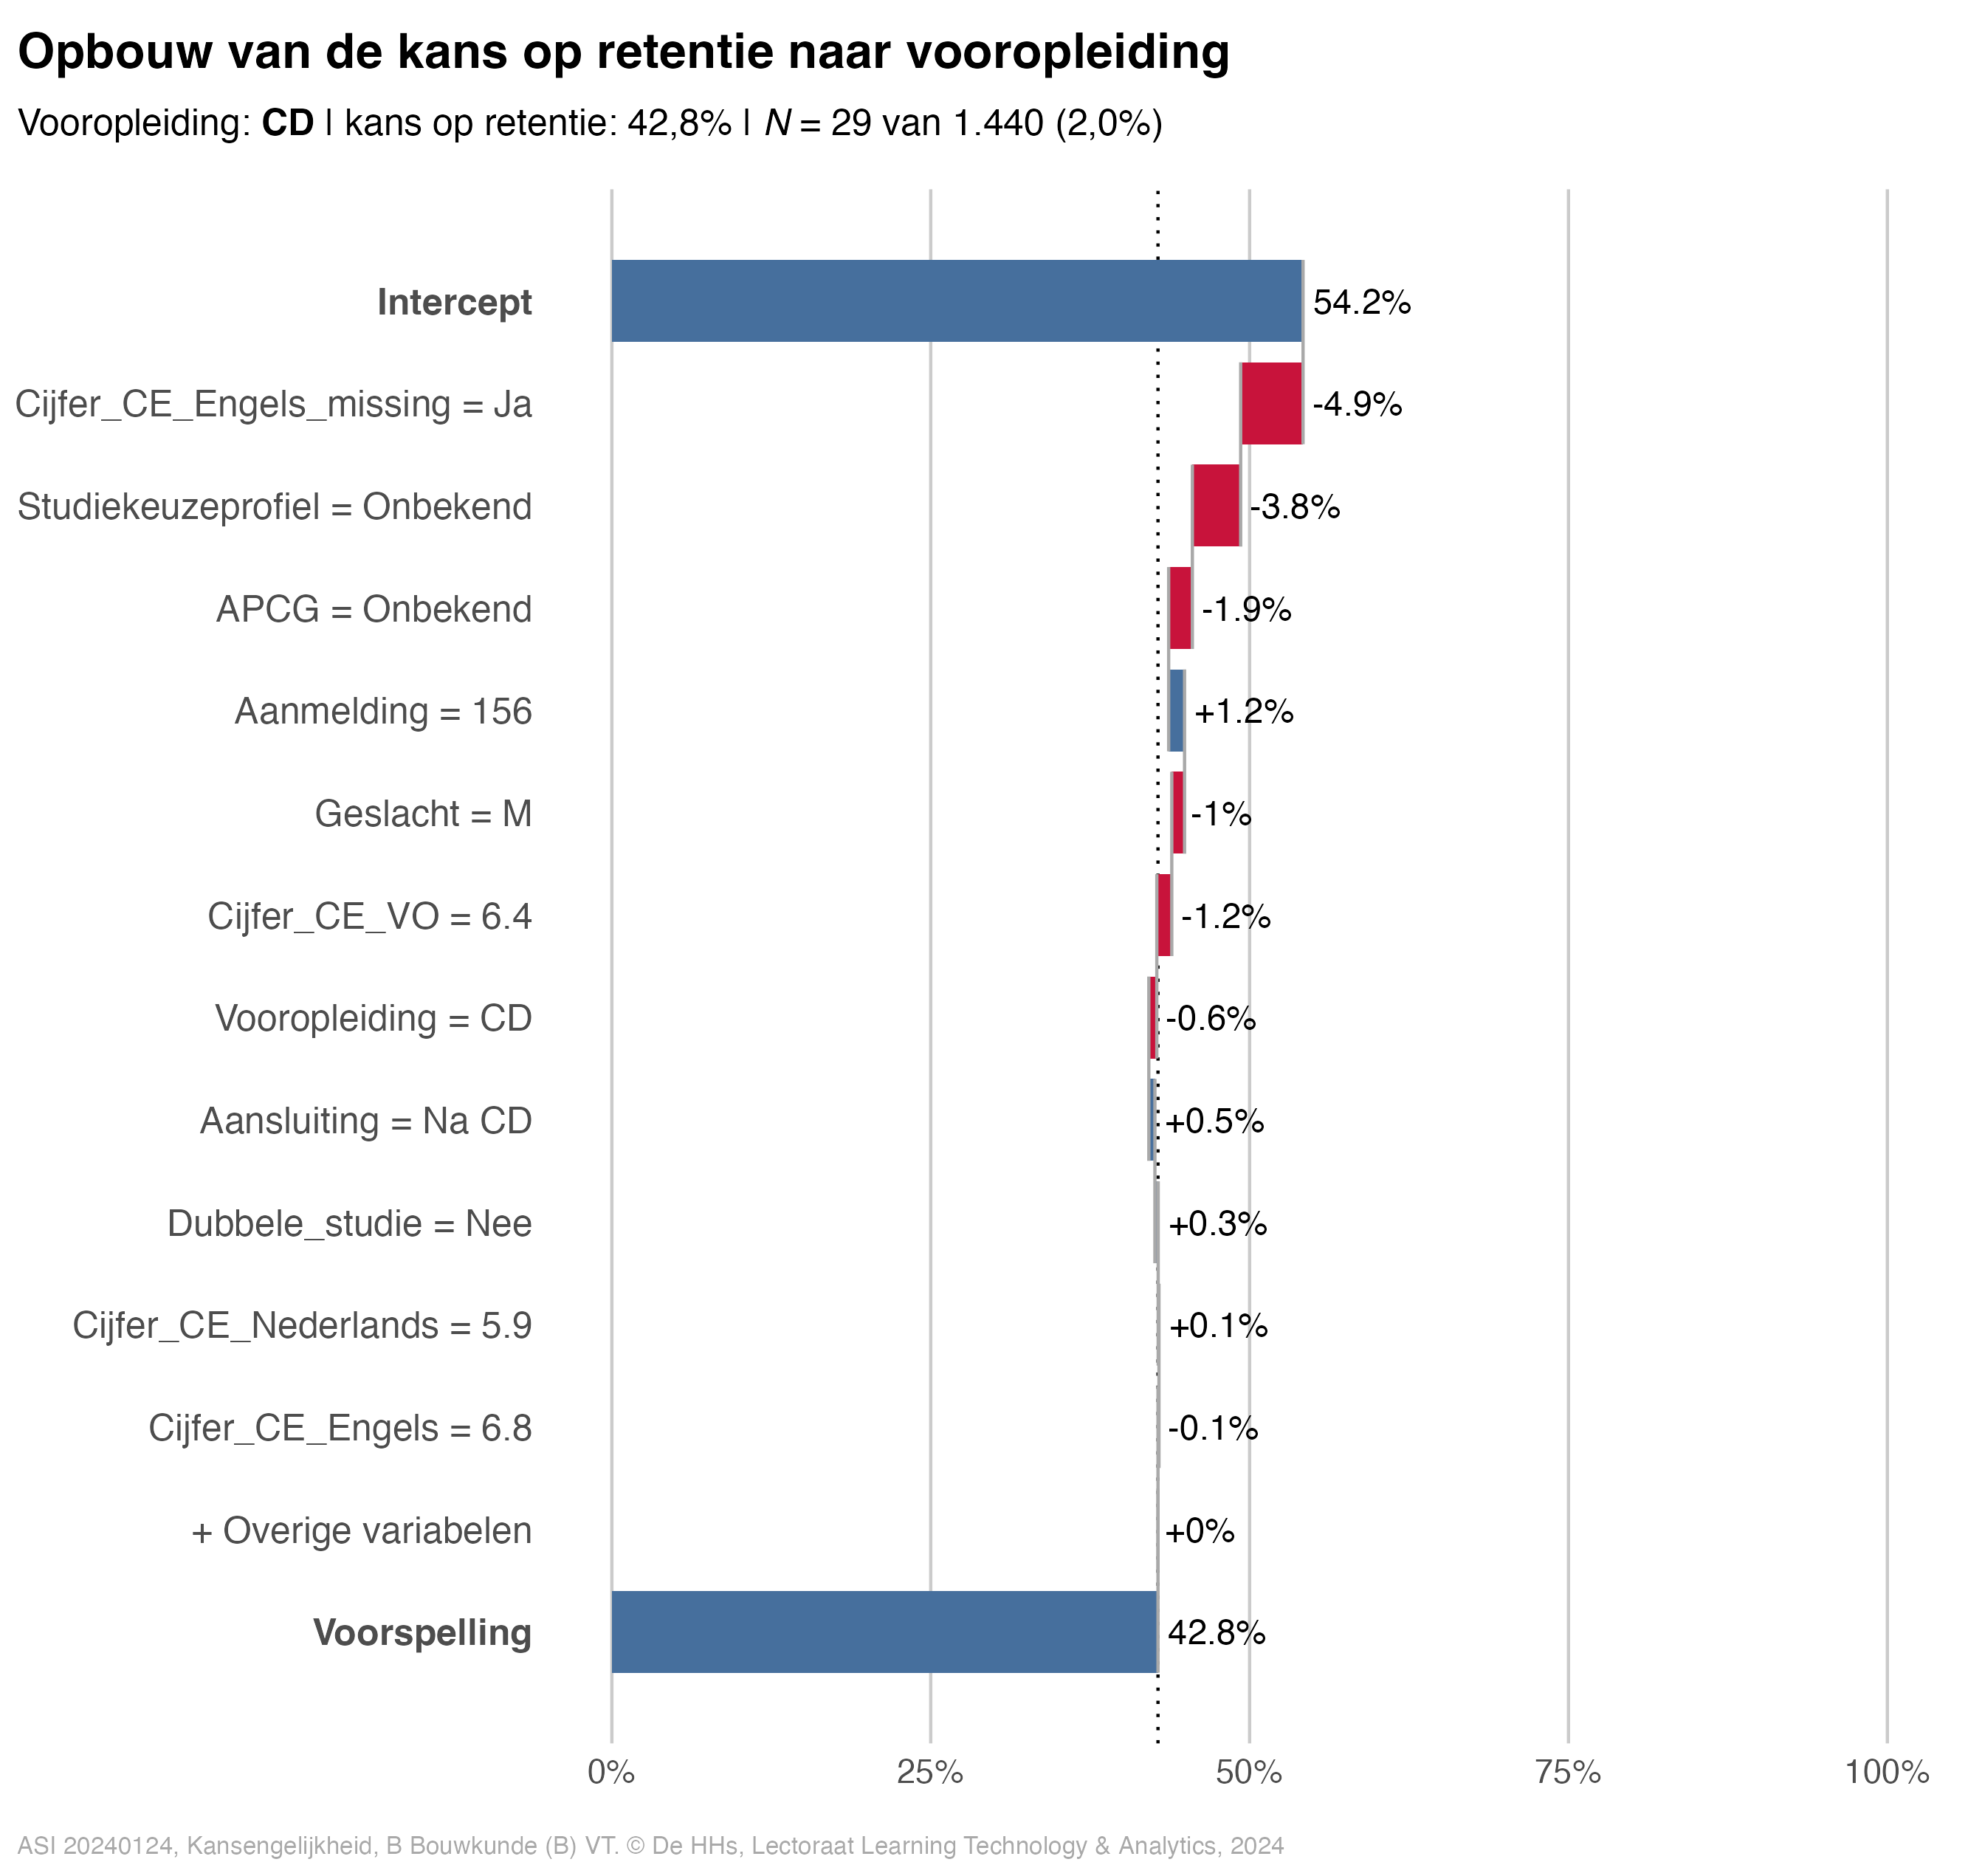 Opbouw van de kans op retentie naar vooropleiding
Vooropleiding: CD | kans op retentie: 42,8% | N = 29 van 1.440 (2,0%)
Intercept 54.2%
Cijfer_CE_Engels_missing = Ja -4.9%
Studiekeuzeprofiel = Onbekend -3.8%
APCG = Onbekend -1.9%
Aanmelding = 156 +1.2%
Geslacht = M -1%
Cijfer_CE_VO = 6.4 -1.2%
Vooropleiding = CD -0.6%
Aansluiting = Na CD +0.5%
Dubbele_studie = Nee +0.3%
Cijfer_CE_Nederlands = 5.9 +0.1%
Cijfer_CE_Engels = 6.8 -0.1%
+ Overige variabelen +0%
Voorspelling 42.8%
0% 25% 50% 75% 100%
ASI 20240124, Kansengelijkheid, B Bouwkunde (B) VT. © De HHs, Lectoraat Learning Technology & Analytics, 2024